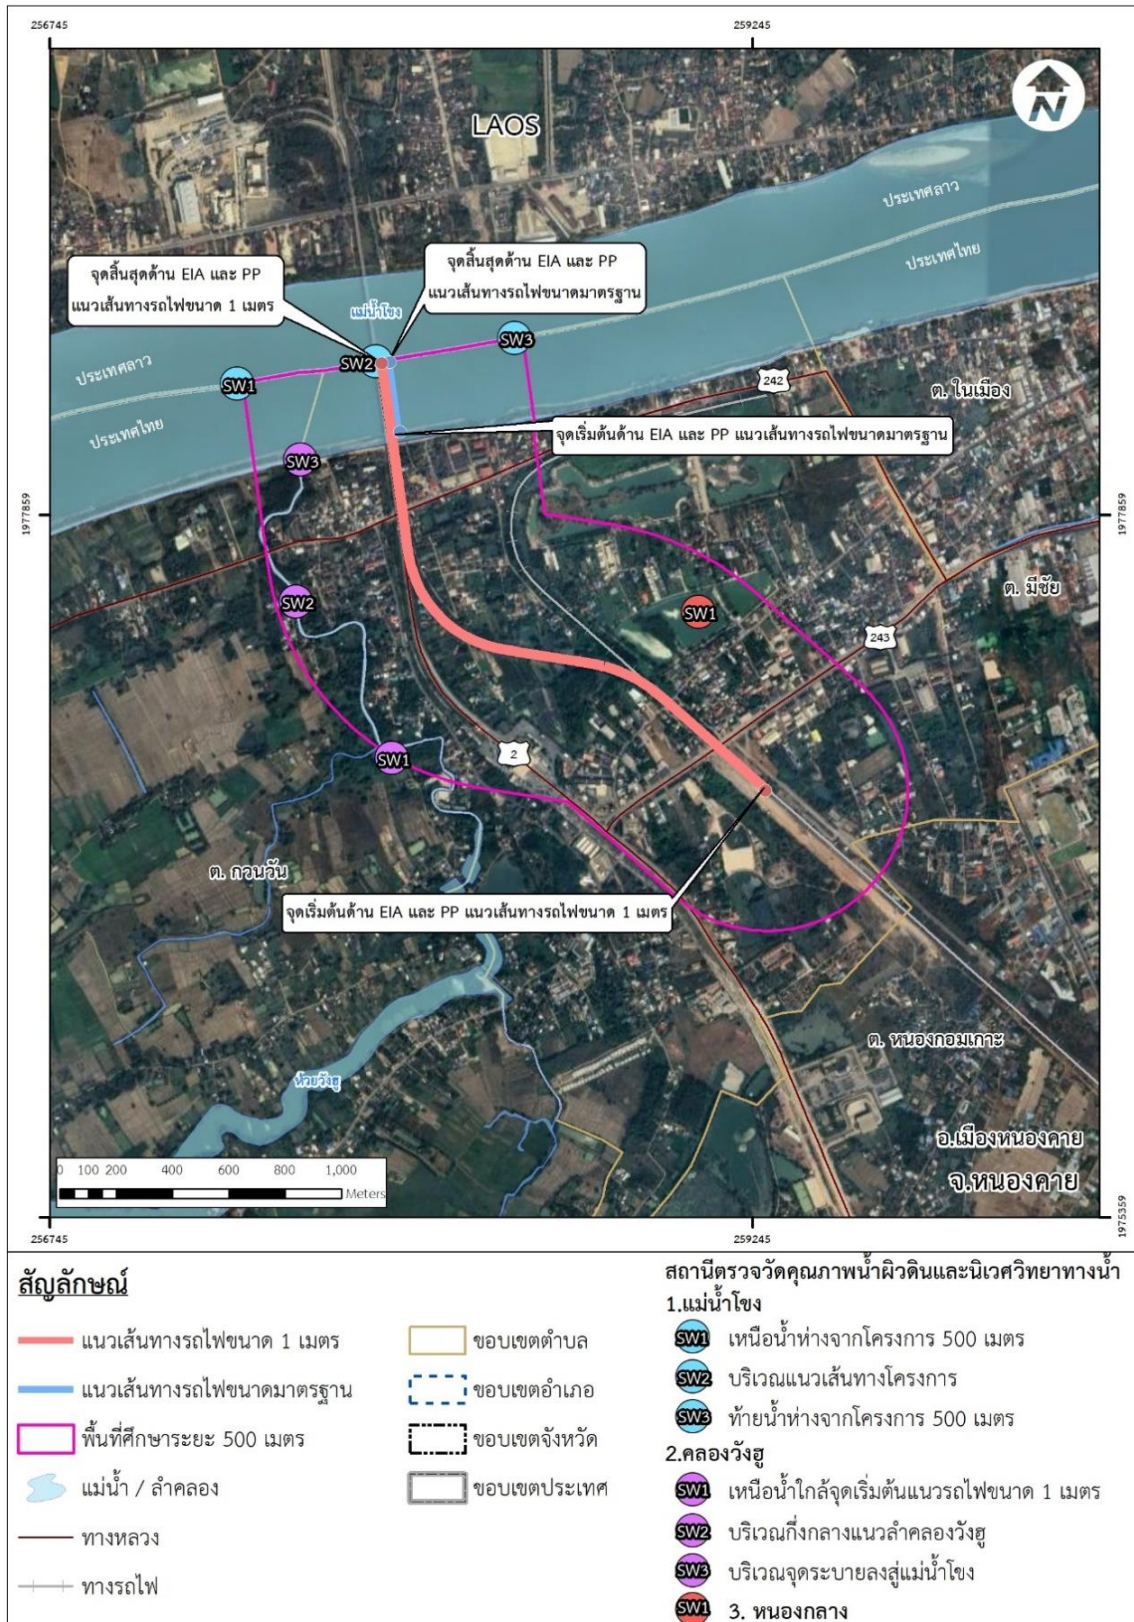 256745
259245
N
LAOS
ประเทศลาว
ประเทศไทย
จุดสิ้นสุดด้าน EIA และ PP
แนวเส้นทางรถไฟขนาด 1 เมตร
จุดสิ้นสุดด้าน EIA และ PP
แนวเส้นทางรถไฟขนาดมาตรฐาน
แม่น้ำโขง
SW3
SW2
SW1
ประเทศลาว
ประเทศไทย
242
ต. ในเมือง
จุดเริ่มต้นด้าน EIA และ PP แนวเส้นทางรถไฟขนาดมาตรฐาน
SW3
1977859
1977859
SW2
SW1
ต. มีชัย
243
SW1
2
ต. กวนวัน
จุดเริ่มต้นด้าน EIA และ PP แนวเส้นทางรถไฟขนาด 1 เมตร
ต. หนองกอมเกาะ
ห้วยวังฮู
อ.เมืองหนองคาย
จ.หนองคาย
0 100 200 400 600 800 1,000
Meters
1975359
256745
259245
สัญลักษณ์
แนวเส้นทางรถไฟขนาด 1 เมตร
แนวเส้นทางรถไฟขนาดมาตรฐาน
พื้นที่ศึกษาระยะ 500 เมตร
แม่น้ำ / ลำคลอง
ทางหลวง
ทางรถไฟ
ขอบเขตตำบล
ขอบเขตอำเภอ
ขอบเขตจังหวัด
ขอบเขตประเทศ
สถานีตรวจวัดคุณภาพน้ำผิวดินและนิเวศวิทยาทางน้ำ
1.แม่น้ำโขง
SW1 เหนือน้ำห่างจากโครงการ 500 เมตร
SW2 บริเวณแนวเส้นทางโครงการ
SW3 ท้ายน้ำห่างจากโครงการ 500 เมตร
2.คลองวังฮู
SW1 เหนือน้ำใกล้จุดเริ่มต้นแนวรถไฟขนาด 1 เมตร
SW2 บริเวณกึ่งกลางแนวลำคลองวังฮู
SW3 บริเวณจุดระบายลงสู่แม่น้ำโขง
SW1 3. หนองกลาง